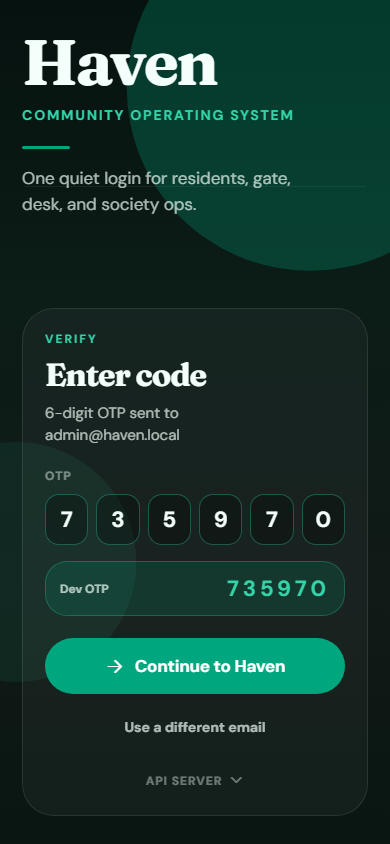 Haven
COMMUNITY OPERATING SYSTEM
One quiet login for residents, gate,
desk, and society ops.
VERIFY
Enter code
6-digit OTP sent to
admin@haven.local
OTP
7 3 5 9 7 0
Dev OTP 735970
Continue to Haven
Use a different email
API SERVER